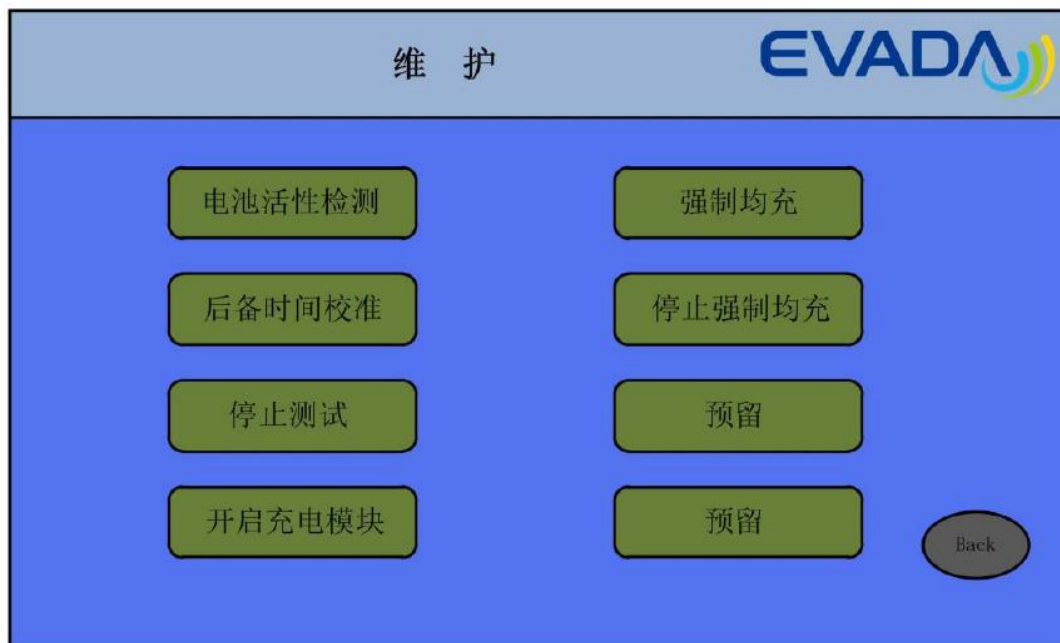 维 护
EVADA
电池活性检测
强制均充
后备时间校准
停止强制均充
停止测试
预留
开启充电模块
预留
Back